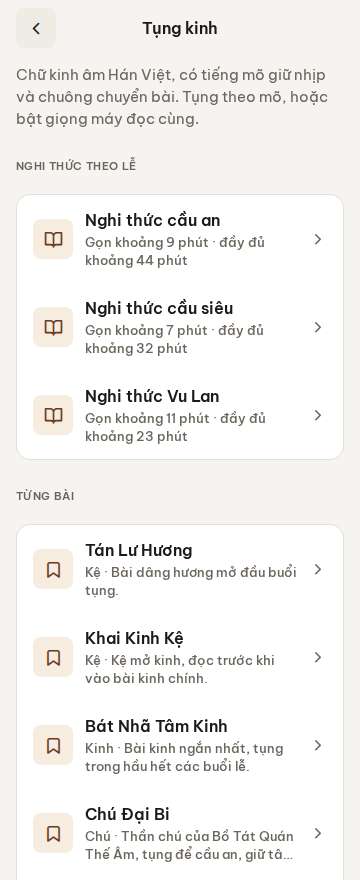 Tụng kinh
Chữ kinh âm Hán Việt, có tiếng mõ giữ nhịp
và chuông chuyển bài. Tụng theo mõ, hoặc
bật giọng máy đọc cùng.
NGHI THỨC THEO LỄ
Nghi thức cầu an
Gọn khoảng 9 phút · đầy đủ
khoảng 44 phút
Nghi thức cầu siêu
Gọn khoảng 7 phút · đầy đủ
khoảng 32 phút
Nghi thức Vu Lan
Gọn khoảng 11 phút · đầy đủ
khoảng 23 phút
TỪNG BÀI
Tán Lư Hương
Kệ · Bài dâng hương mở đầu buổi
tụng.
Khai Kinh Kệ
Kệ · Kệ mở kinh, đọc trước khi
vào bài kinh chính.
Bát Nhã Tâm Kinh
Kinh · Bài kinh ngắn nhất, tụng
trong hầu hết các buổi lễ.
Chú Đại Bi
Chú · Thần chú của Bồ Tát Quán
Thế Âm, tụng để cầu an, giữ tâ...